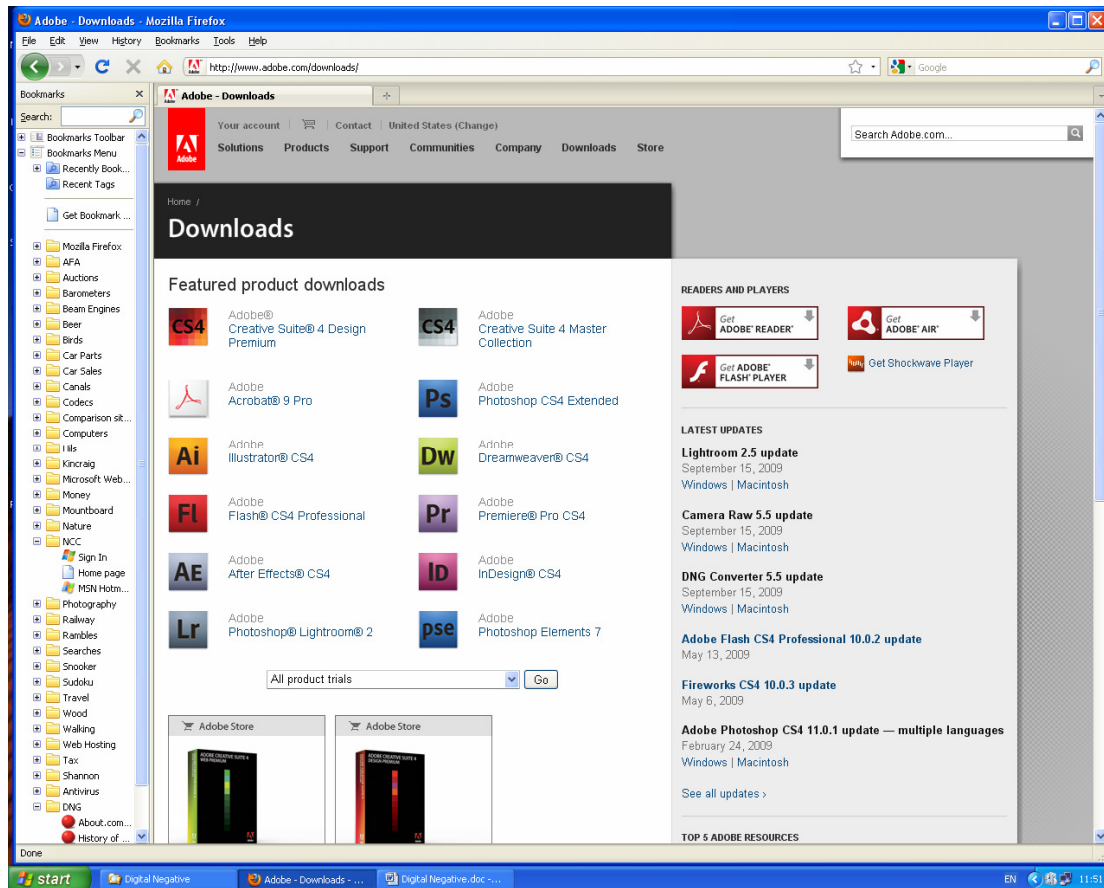 Adobe - Downloads - Mozilla Firefox
File Edit View History Bookmarks Tools Help
http://www.adobe.com/downloads/
Google
Bookmarks
Search:
Bookmarks Toolbar
Bookmarks Menu
Recently Book...
Recent Tags
Get Bookmark ...
Mozilla Firefox
AFA
Auctions
Barometers
Beam Engines
Beer
Birds
Car Parts
Car Sales
Canals
Codecs
Comparison sit...
Computers
Kincraig
Microsoft Web...
Money
Mountboard
Nature
NCC
Sign In
Home page
MSN Hotm...
Photography
Railway
Rambles
Searches
Snooker
Sudoku
Travel
Wood
Walking
Web Hosting
Tax
Shannon
Antivirus
DNG
About.com...
History of ...
Adobe - Downloads
Adobe
Your account | Contact | United States (Change)
Solutions Products Support Communities Company Downloads Store
Search Adobe.com...
Home /
Downloads
Featured product downloads
CS4
Adobe®
Creative Suite® 4 Design
Premium
CS4
Adobe
Creative Suite 4 Master
Collection
Adobe
Acrobat® 9 Pro
Ps
Adobe
Photoshop CS4 Extended
Ai
Adobe
Illustrator® CS4
Dw
Adobe
Dreamweaver® CS4
Fl
Adobe
Flash® CS4 Professional
Pr
Adobe
Premiere® Pro CS4
AE
Adobe
After Effects® CS4
ID
Adobe
InDesign® CS4
Lr
Adobe
Photoshop® Lightroom® 2
pse
Adobe
Photoshop Elements 7
All product trials
Go
Adobe Store
ADOBE CREATIVE SUITE 4
WEB PREMIUM
Adobe Store
ADOBE CREATIVE SUITE 4
DESIGN PREMIUM
READERS AND PLAYERS
Get
ADOBE® READER®
Get
ADOBE® AIR®
Get ADOBE®
FLASH® PLAYER
Get Shockwave Player
LATEST UPDATES
Lightroom 2.5 update
September 15, 2009
Windows | Macintosh
Camera Raw 5.5 update
September 15, 2009
Windows | Macintosh
DNG Converter 5.5 update
September 15, 2009
Windows | Macintosh
Adobe Flash CS4 Professional 10.0.2 update
May 13, 2009
Fireworks CS4 10.0.3 update
May 6, 2009
Adobe Photoshop CS4 11.0.1 update — multiple languages
February 24, 2009
Windows | Macintosh
See all updates ›
TOP 5 ADOBE RESOURCES
Done
start
Digital Negative
Adobe - Downloads - ...
Digital Negative.doc -...
EN
11:51